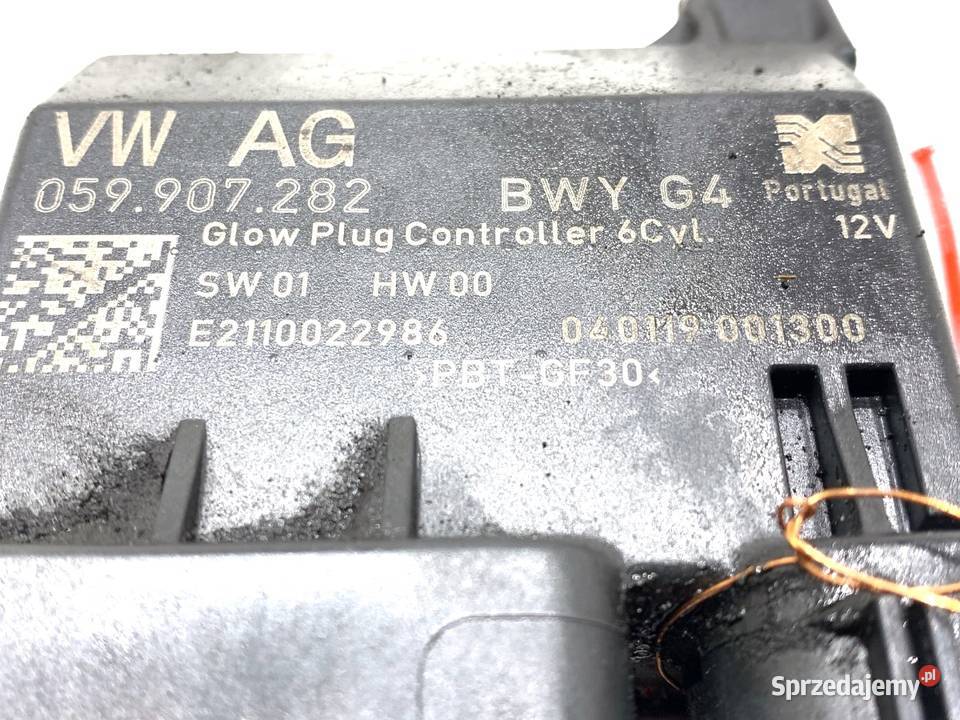 VW AG
059.907.282 BWY G4 Portugal
Glow Plug Controller 6Cyl. 12V
SW 01 HW 00
E2110022986 040119 001300
>PBT-GF30<
Sprzedajemy.pl